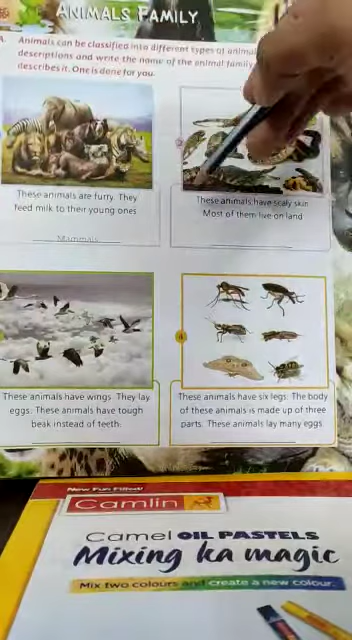 ANIMALS FAMILY
A. Animals can be classified into different types of animal
descriptions and write the name of the animal family
describes it. One is done for you.
These animals are furry. They
feed milk to their young ones
Mammals
2
These animals have scaly skin
Most of them live on land
These animals have wings. They lay
eggs. These animals have tough
beak instead of teeth.
4
These animals have six legs. The body
of these animals is made up of three
parts. These animals lay many eggs
New Fun Filled!
Camlin
Camel OIL PASTELS
Mixing ka magic
Mix two colours and create a new colour.